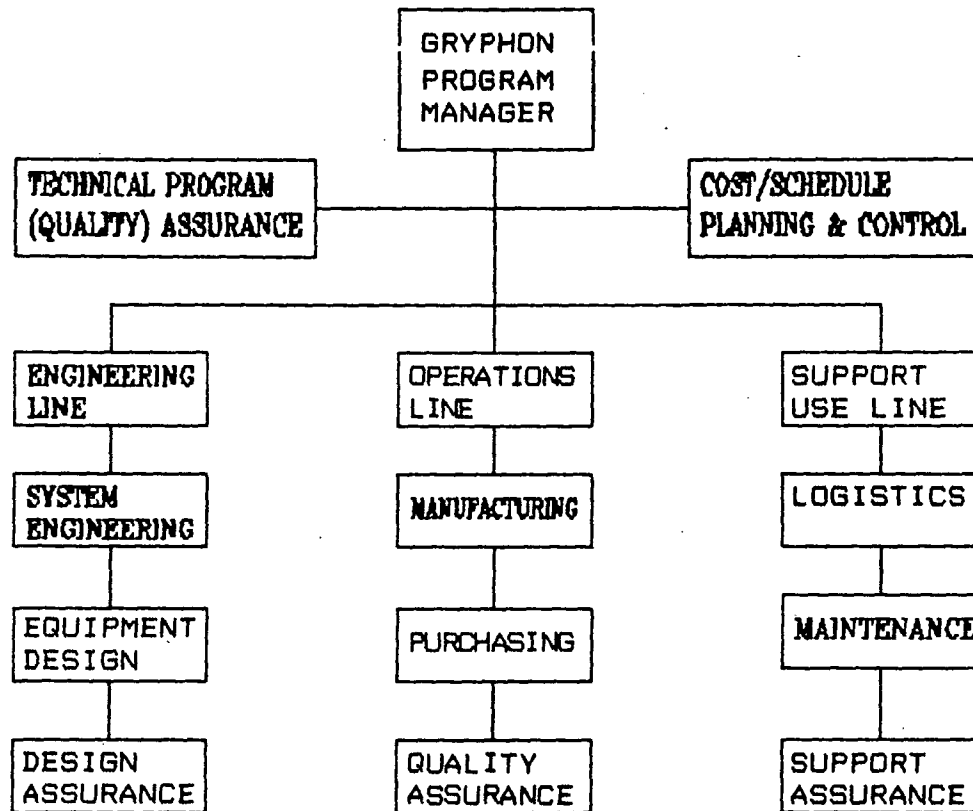 GRYPHON
PROGRAM
MANAGER
TECHNICAL PROGRAM
(QUALITY) ASSURANCE
COST/SCHEDULE
PLANNING & CONTROL
ENGINEERING
LINE
OPERATIONS
LINE
SUPPORT
USE LINE
SYSTEM
ENGINEERING
MANUFACTURING
LOGISTICS
EQUIPMENT
DESIGN
PURCHASING
MAINTENANCE
DESIGN
ASSURANCE
QUALITY
ASSURANCE
SUPPORT
ASSURANCE